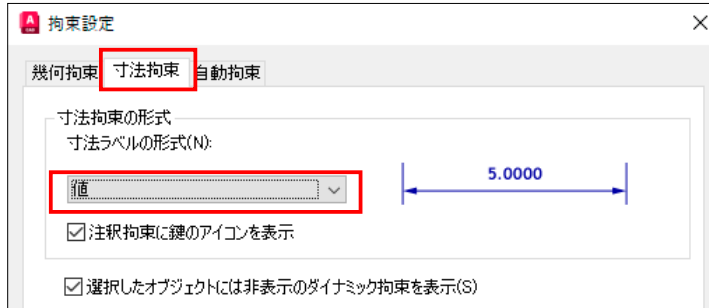 拘束設定
幾何拘束 寸法拘束 自動拘束
寸法拘束の形式
寸法ラベルの形式(N):
値
5.0000
注釈拘束に鍵のアイコンを表示
選択したオブジェクトには非表示のダイナミック拘束を表示(S)